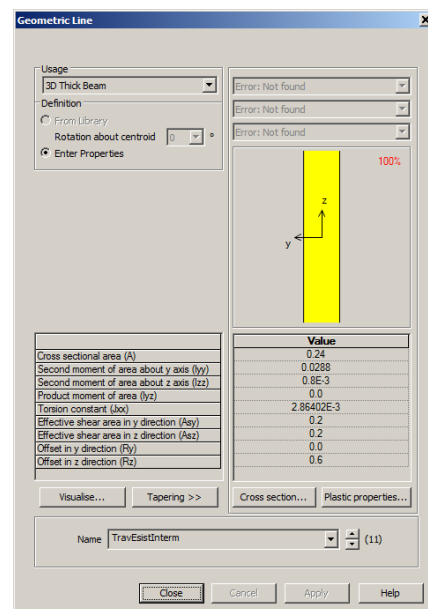 Geometric Line
Usage
3D Thick Beam
Definition
From Library
Rotation about centroid 0 °
Enter Properties
Error: Not found
Error: Not found
Error: Not found
100%
z
y
Value
Cross sectional area (A) 0.24
Second moment of area about y axis (Iyy) 0.0288
Second moment of area about z axis (Izz) 0.8E-3
Product moment of area (Iyz) 0.0
Torsion constant (Jxx) 2.86402E-3
Effective shear area in y direction (Asy) 0.2
Effective shear area in z direction (Asz) 0.2
Offset in y direction (Ry) 0.0
Offset in z direction (Rz) 0.6
Visualise... Tapering >> Cross section... Plastic properties...
Name TravEsistInterm (11)
Close Cancel Apply Help